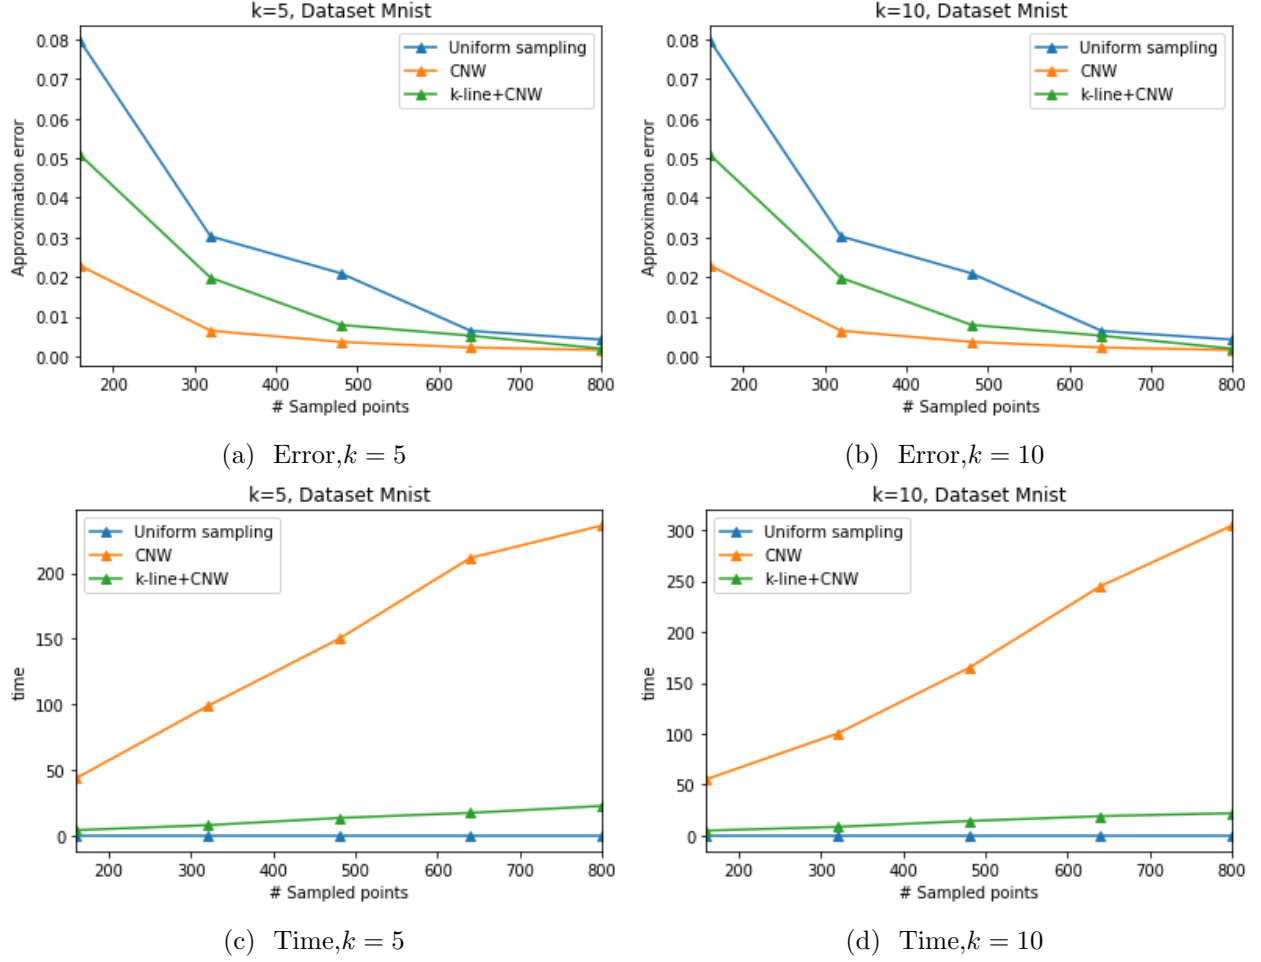 k=5, Dataset Mnist
Approximation error
0.08
0.07
0.06
0.05
0.04
0.03
0.02
0.01
0.00
Uniform sampling
CNW
k-line+CNW
200 300 400 500 600 700 800
# Sampled points
(a) Error,k = 5
k=10, Dataset Mnist
Approximation error
0.08
0.07
0.06
0.05
0.04
0.03
0.02
0.01
0.00
Uniform sampling
CNW
k-line+CNW
200 300 400 500 600 700 800
# Sampled points
(b) Error,k = 10
k=5, Dataset Mnist
time
200
150
100
50
0
Uniform sampling
CNW
k-line+CNW
200 300 400 500 600 700 800
# Sampled points
(c) Time,k = 5
k=10, Dataset Mnist
time
300
250
200
150
100
50
0
Uniform sampling
CNW
k-line+CNW
200 300 400 500 600 700 800
# Sampled points
(d) Time,k = 10